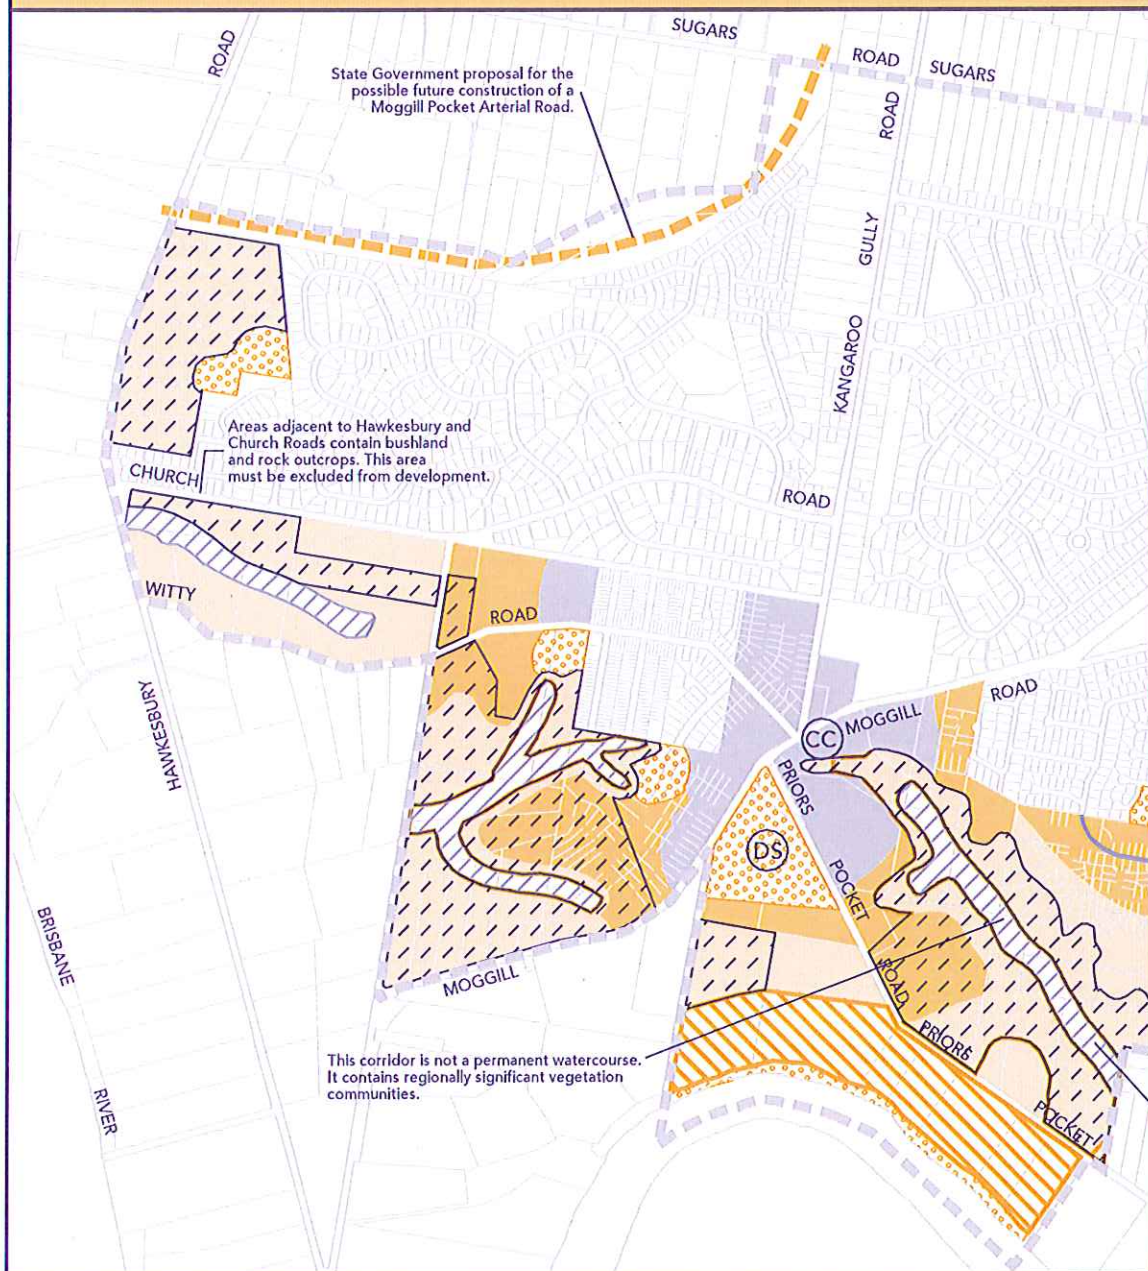 SUGARS
ROAD
ROAD
SUGARS
State Government proposal for the
possible future construction of a
Moggill Pocket Arterial Road.
ROAD
GULLY
KANGAROO
Areas adjacent to Hawkesbury and
Church Roads contain bushland
and rock outcrops. This area
must be excluded from development.
CHURCH
ROAD
WITTY
ROAD
HAWKESBURY
ROAD
MOGGILL
CC
PRIORS
DS
POCKET
BRISBANE
MOGGILL
ROAD
PRIORS
This corridor is not a permanent watercourse.
It contains regionally significant vegetation
communities.
RIVER
POCKET